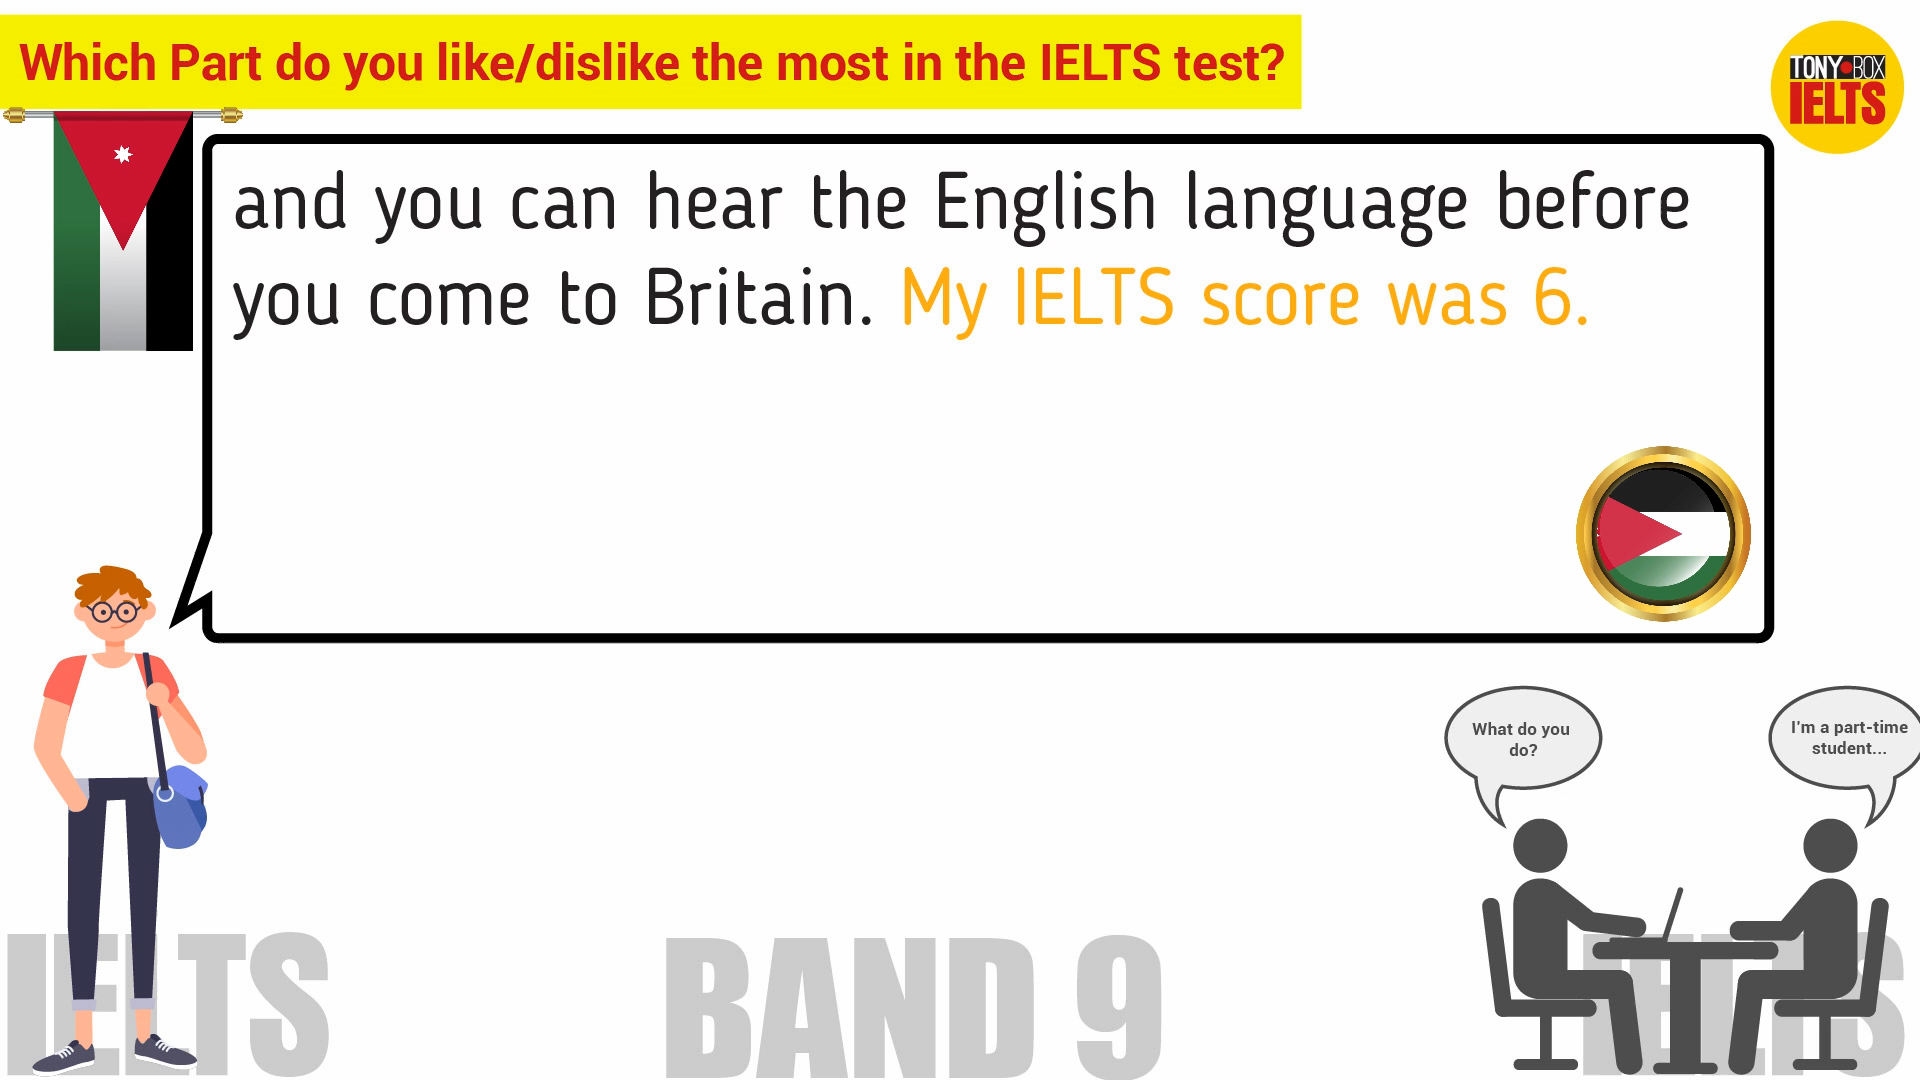 Which Part do you like/dislike the most in the IELTS test?
TONY BOX
IELTS
and you can hear the English language before
you come to Britain. My IELTS score was 6.
What do you
do?
I'm a part-time
student...
IELTS
BAND 9
IELTS